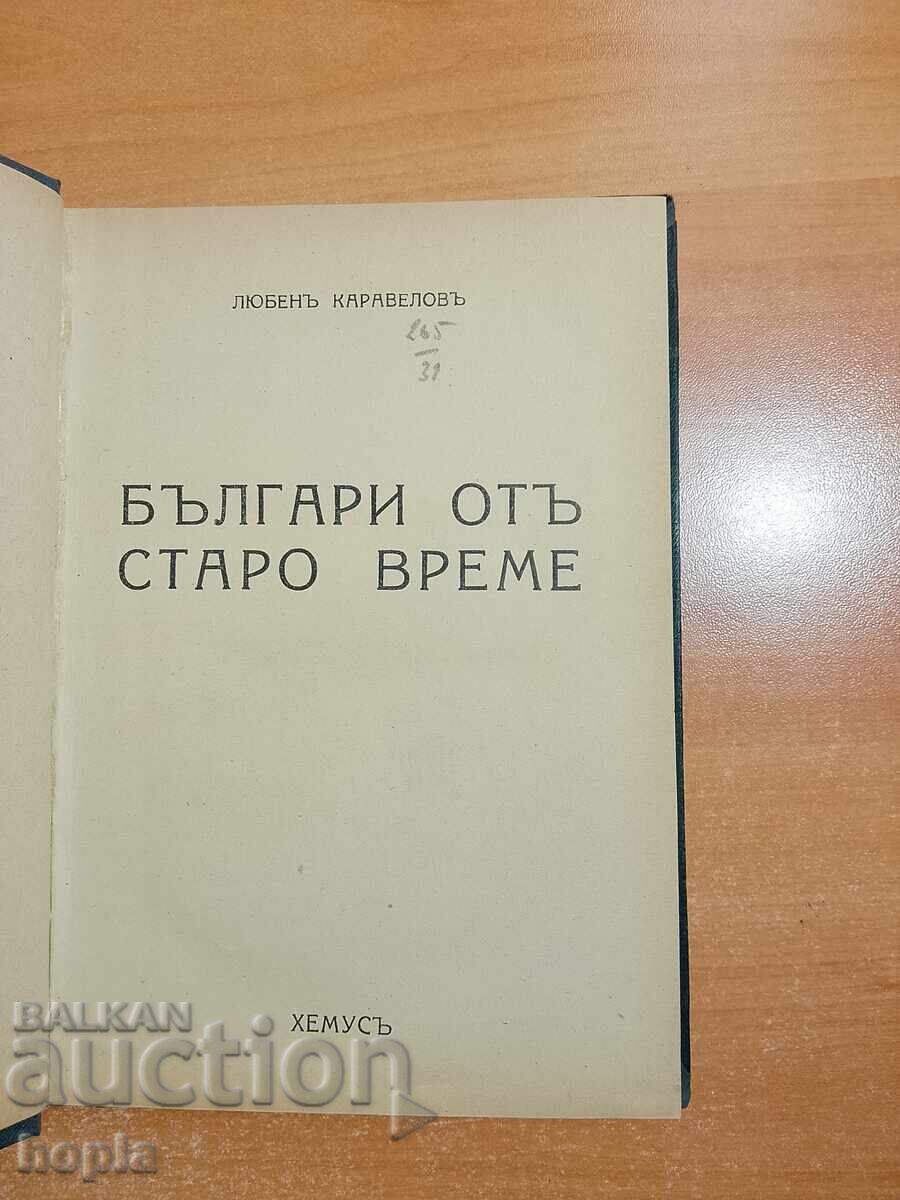 ЛЮБЕНЪ КАРАВЕЛОВЪ
265
31
БЪЛГАРИ ОТЪ
СТАРО ВРЕМЕ
ХЕМУСЪ
BALKAN
auction
hopla